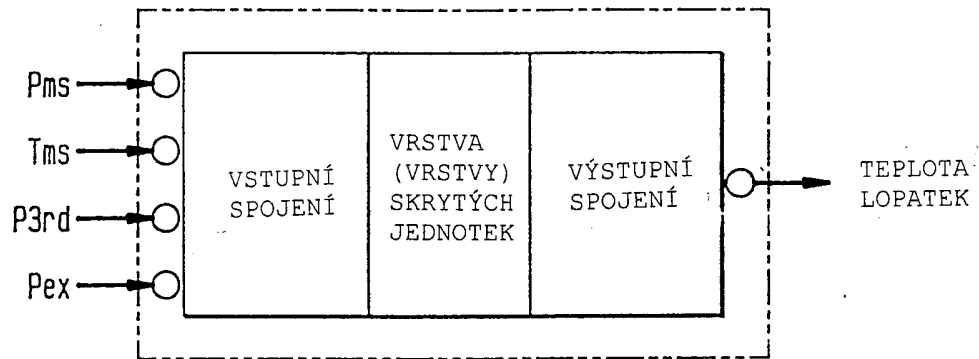 Pms
Tms
P3rd
Pex
VSTUPNÍ
SPOJENÍ
VRSTVA
(VRSTVY)
SKRYTÝCH
JEDNOTEK
VÝSTUPNÍ
SPOJENÍ
TEPLOTA
LOPATEK